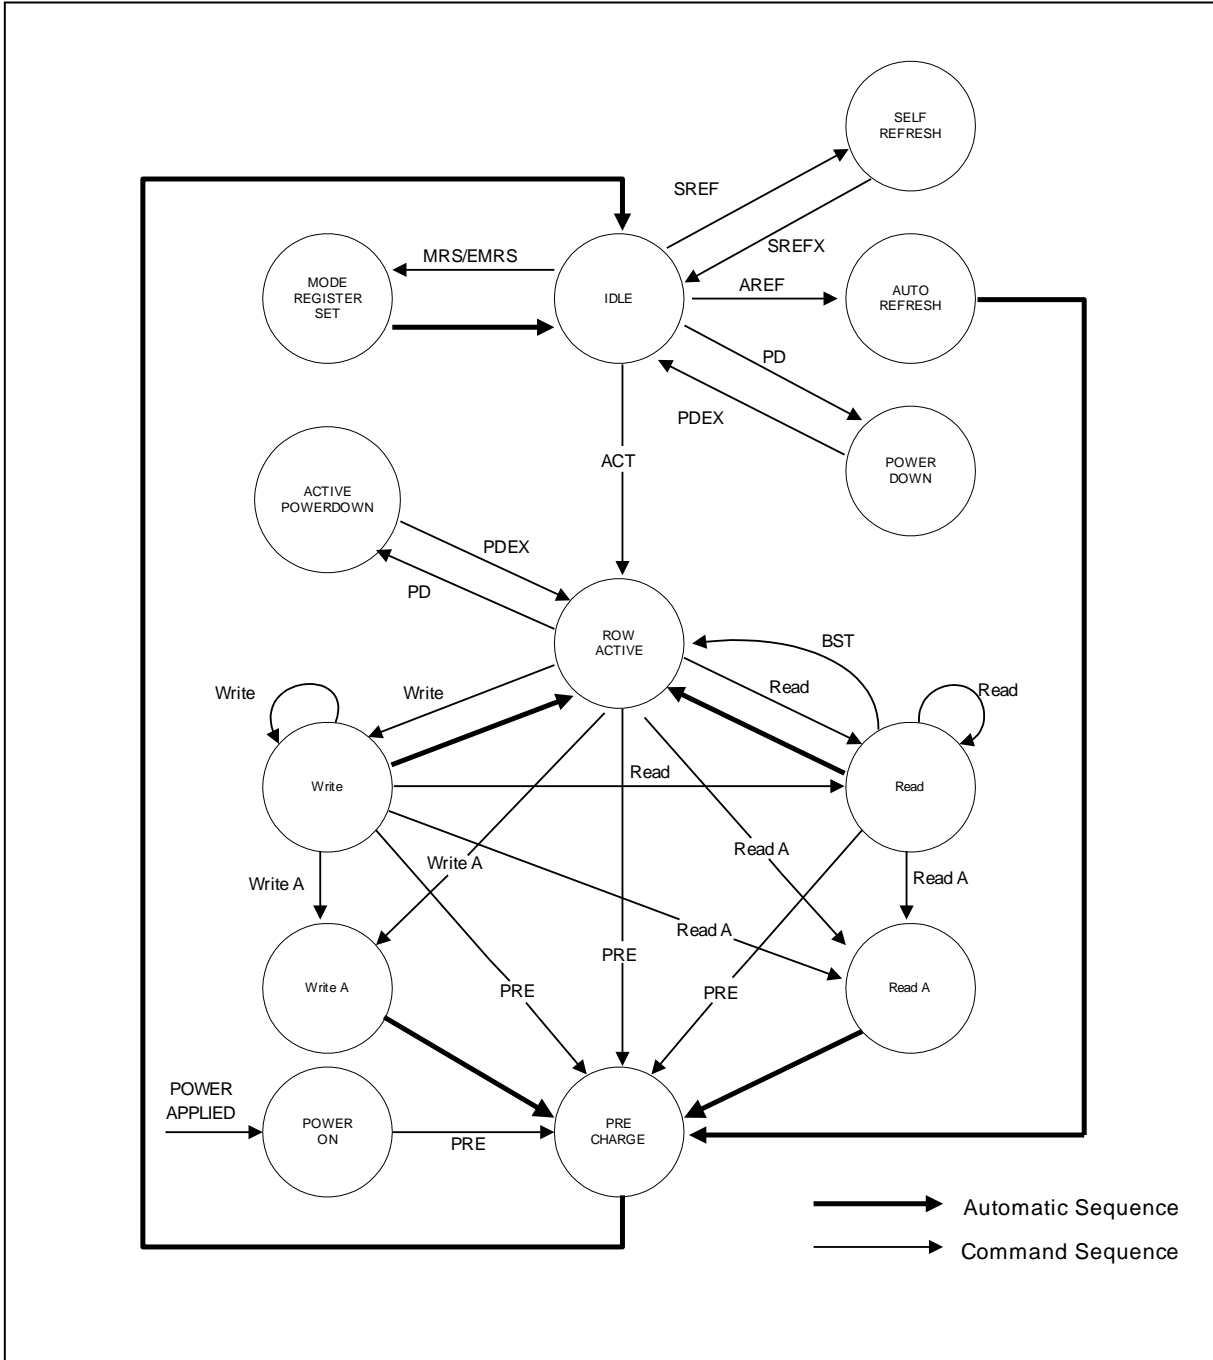 SELF
REFRESH
SREF
SREFX
MRS/EMRS
MODE
REGISTER
SET
IDLE
AREF
AUTO
REFRESH
PD
PDEX
POWER
DOWN
ACT
ACTIVE
POWERDOWN
PDEX
PD
ROW
ACTIVE
BST
Write
Write
Read
Read
Write
Read
Read
Write A
Write A
Read A
Read A
Read A
PRE
PRE
PRE
Write A
Read A
POWER
APPLIED
POWER
ON
PRE
PRE
CHARGE
Automatic Sequence
Command Sequence